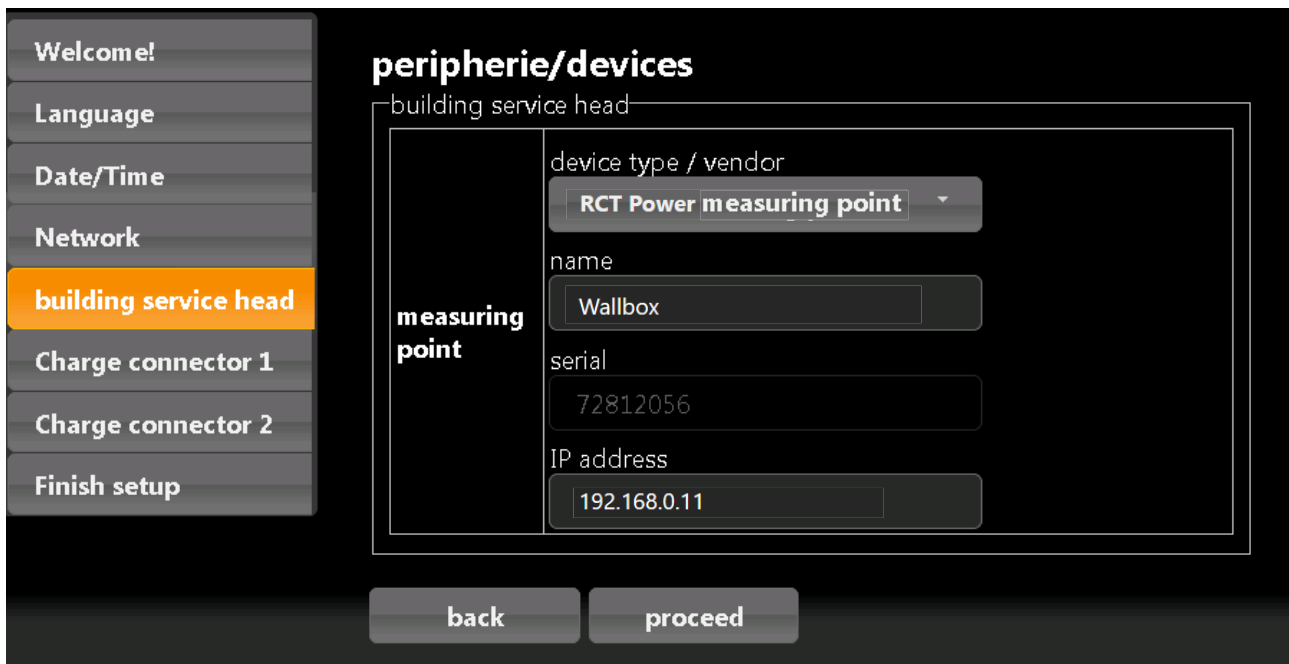 Welcome!
Language
Date/Time
Network
building service head
Charge connector 1
Charge connector 2
Finish setup
peripherie/devices
building service head
measuring
point
device type / vendor
RCT Power measuring point
name
Wallbox
serial
72812056
IP address
192.168.0.11
back
proceed